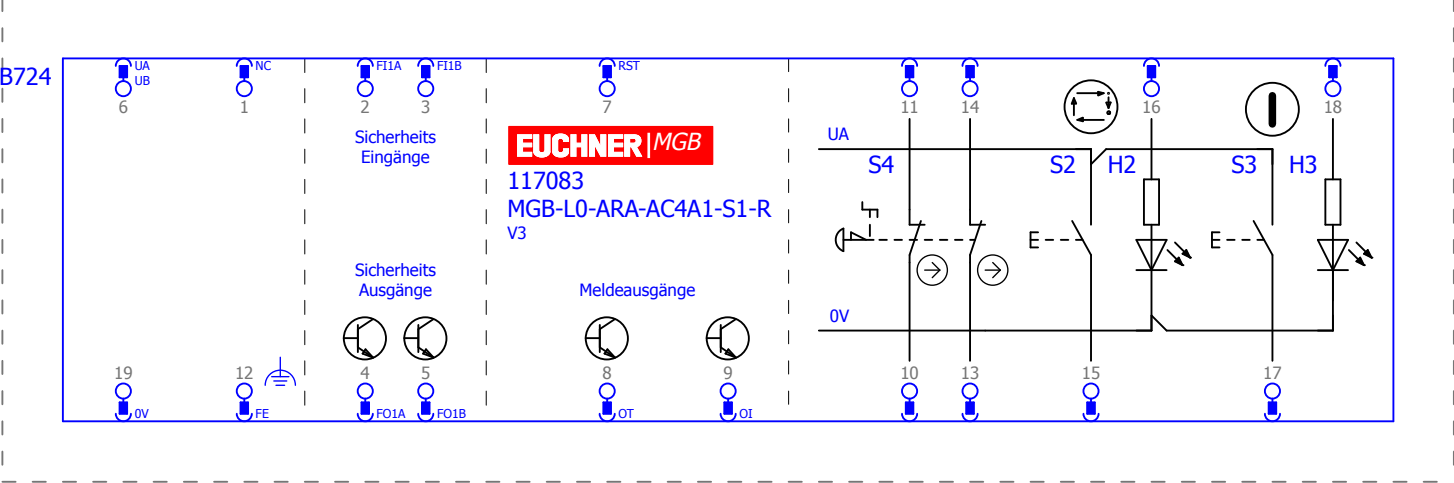 B724
UA
UB
6
NC
1
FI1A
2
FI1B
3
RST
7
11
14
16
18
Sicherheits
Eingänge
EUCHNER|MGB
117083
MGB-L0-ARA-AC4A1-S1-R
V3
UA
S4
S2
H2
S3
H3
E
E
Sicherheits
Ausgänge
Meldeausgänge
0V
19
0V
12
FE
4
FO1A
5
FO1B
8
OT
9
OI
10
13
15
17